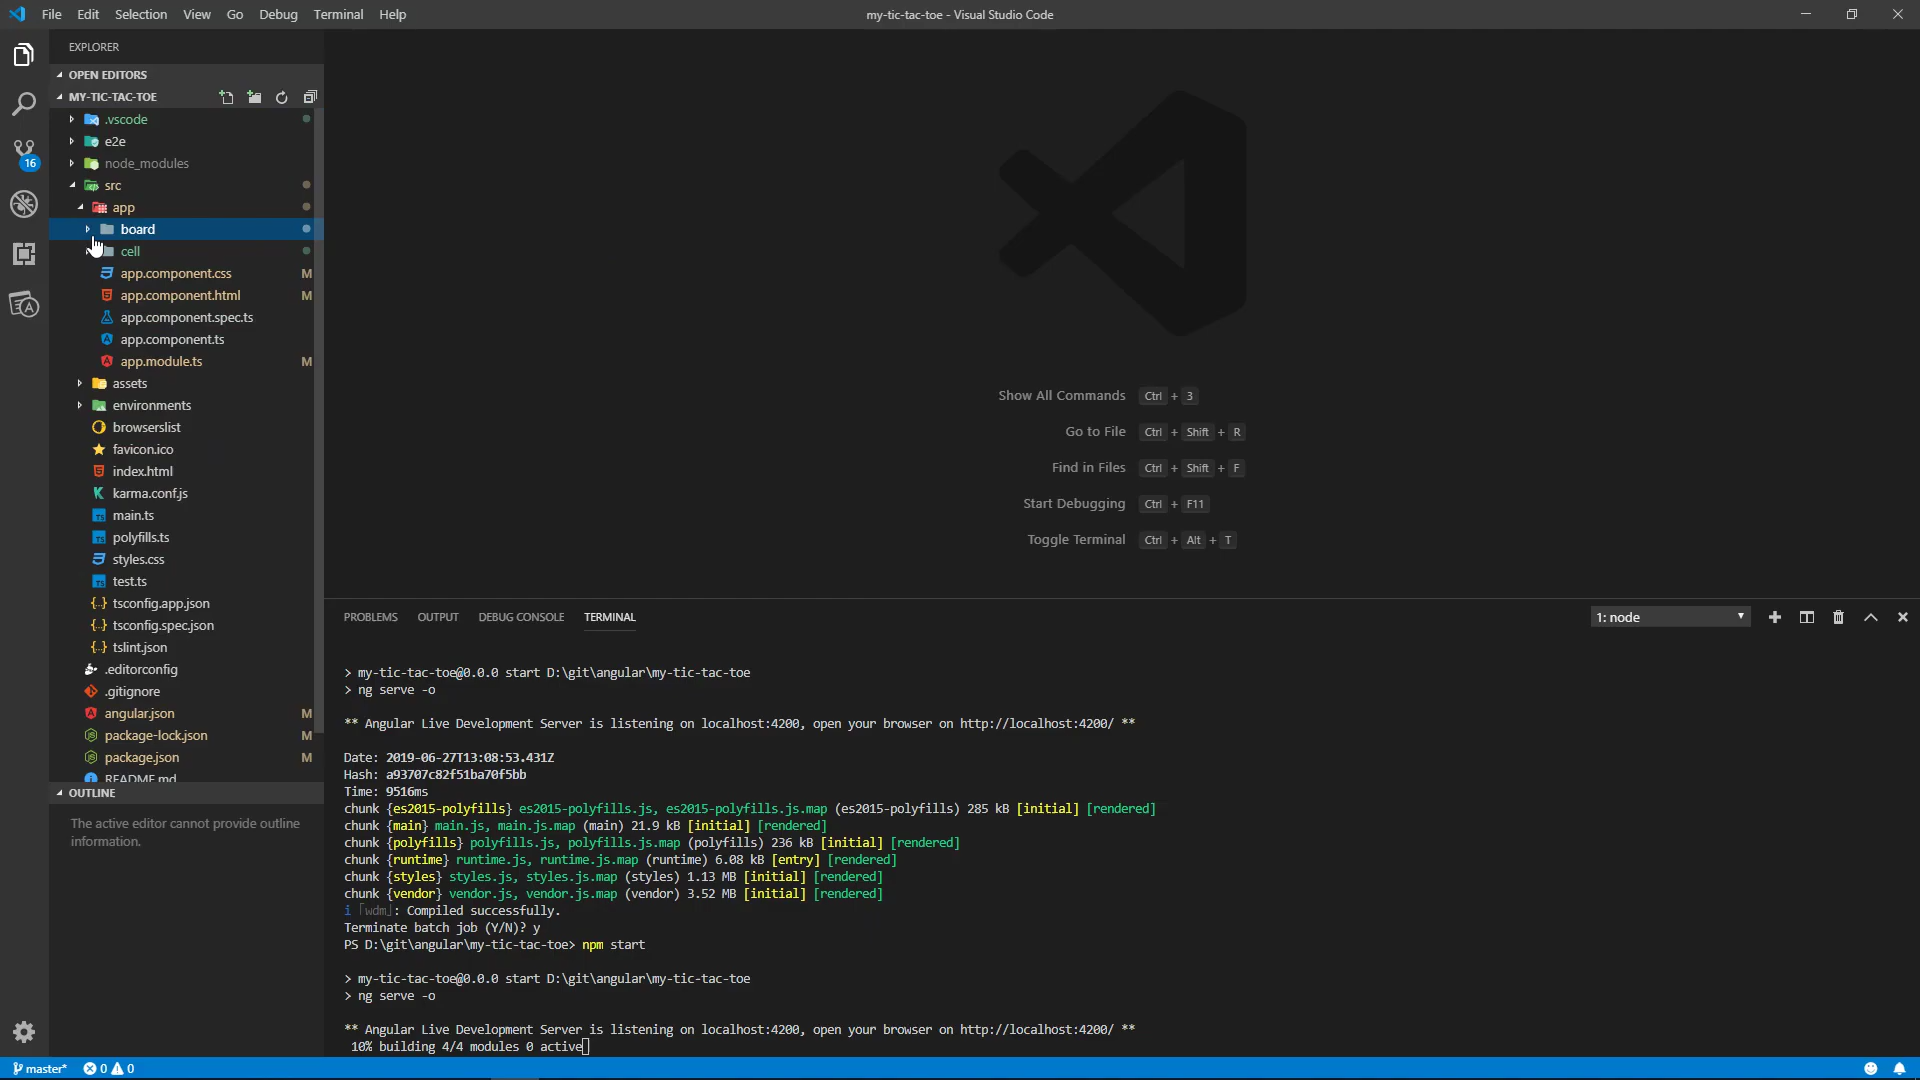 File Edit Selection View Go Debug Terminal Help
my-tic-tac-toe - Visual Studio Code
EXPLORER
OPEN EDITORS
MY-TIC-TAC-TOE
.vscode
e2e
node_modules
src
app
board
cell
app.component.css M
app.component.html M
app.component.spec.ts
app.component.ts
app.module.ts M
assets
environments
browserslist
favicon.ico
index.html
karma.conf.js
main.ts
polyfills.ts
styles.css
test.ts
tsconfig.app.json
tsconfig.spec.json
tslint.json
.editorconfig
.gitignore
angular.json M
package-lock.json M
package.json M
README.md
OUTLINE
The active editor cannot provide outline
information.
16
Show All Commands Ctrl + 3
Go to File Ctrl + Shift + R
Find in Files Ctrl + Shift + F
Start Debugging Ctrl + F11
Toggle Terminal Ctrl + Alt + T
PROBLEMS OUTPUT DEBUG CONSOLE TERMINAL
1: node
> my-tic-tac-toe@0.0.0 start D:\git\angular\my-tic-tac-toe
> ng serve -o
** Angular Live Development Server is listening on localhost:4200, open your browser on http://localhost:4200/ **
Date: 2019-06-27T13:08:53.431Z
Hash: a93707c82f51ba70f5bb
Time: 9516ms
chunk {es2015-polyfills} es2015-polyfills.js, es2015-polyfills.js.map (es2015-polyfills) 285 kB [initial] [rendered]
chunk {main} main.js, main.js.map (main) 21.9 kB [initial] [rendered]
chunk {polyfills} polyfills.js, polyfills.js.map (polyfills) 236 kB [initial] [rendered]
chunk {runtime} runtime.js, runtime.js.map (runtime) 6.08 kB [entry] [rendered]
chunk {styles} styles.js, styles.js.map (styles) 1.13 MB [initial] [rendered]
chunk {vendor} vendor.js, vendor.js.map (vendor) 3.52 MB [initial] [rendered]
i ｢wdm｣: Compiled successfully.
Terminate batch job (Y/N)? y
PS D:\git\angular\my-tic-tac-toe> npm start
> my-tic-tac-toe@0.0.0 start D:\git\angular\my-tic-tac-toe
> ng serve -o
** Angular Live Development Server is listening on localhost:4200, open your browser on http://localhost:4200/ **
10% building 4/4 modules 0 active
master* 0 0